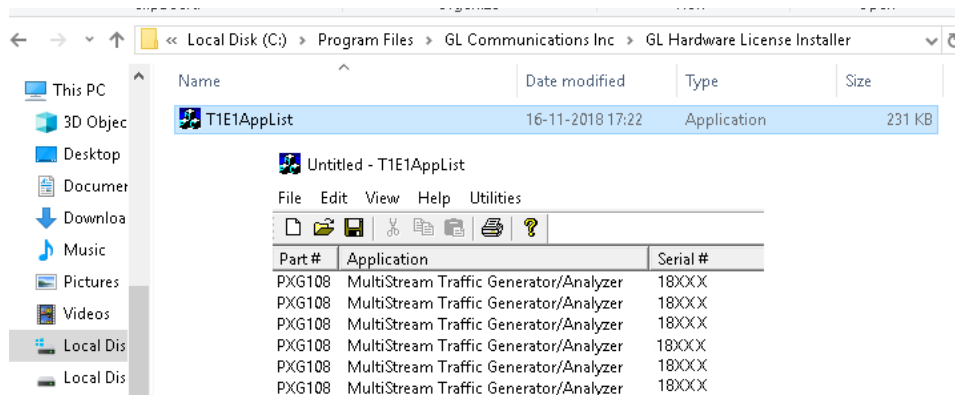 « Local Disk (C:) > Program Files > GL Communications Inc > GL Hardware License Installer
Name Date modified Type Size
This PC
3D Objec
Desktop
Documer
Downloa
Music
Pictures
Videos
Local Dis
Local Dis
T1E1AppList 16-11-2018 17:22 Application 231 KB
Untitled - T1E1AppList
File Edit View Help Utilities
Part # Application Serial #
PXG108 MultiStream Traffic Generator/Analyzer 18XXX
PXG108 MultiStream Traffic Generator/Analyzer 18XXX
PXG108 MultiStream Traffic Generator/Analyzer 18XXX
PXG108 MultiStream Traffic Generator/Analyzer 18XXX
PXG108 MultiStream Traffic Generator/Analyzer 18XXX
PXG108 MultiStream Traffic Generator/Analyzer 18XXX